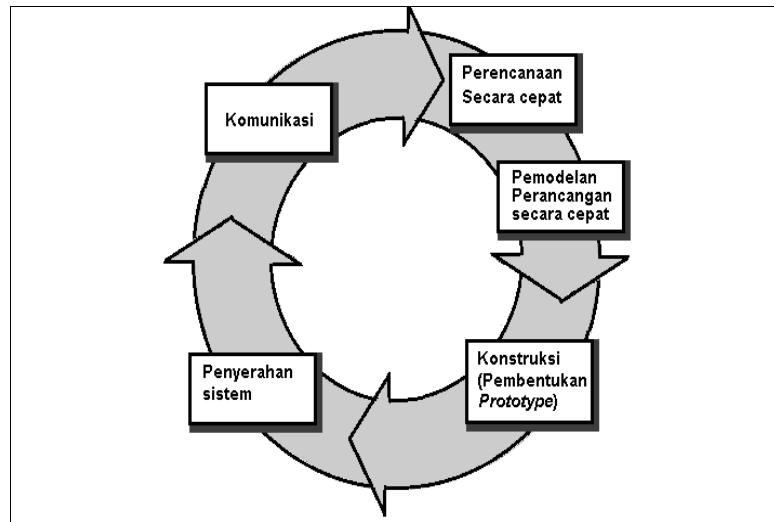 Komunikasi
Perencanaan
Secara cepat
Pemodelan
Perancangan
secara cepat
Konstruksi
(Pembentukan
Prototype)
Penyerahan
sistem